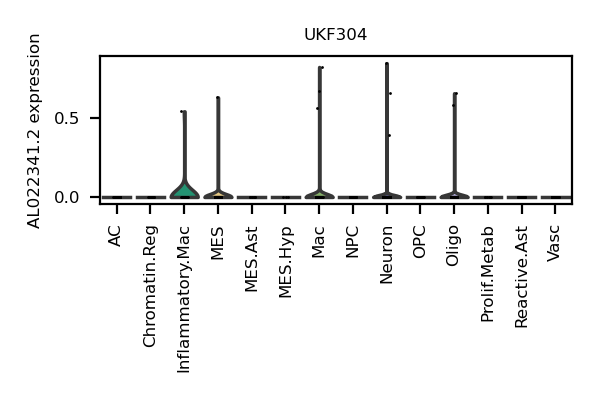 UKF304
AL022341.2 expression
0.5
0.0
AC
Chromatin.Reg
Inflammatory.Mac
MES
MES.Ast
MES.Hyp
Mac
NPC
Neuron
OPC
Oligo
Prolif.Metab
Reactive.Ast
Vasc